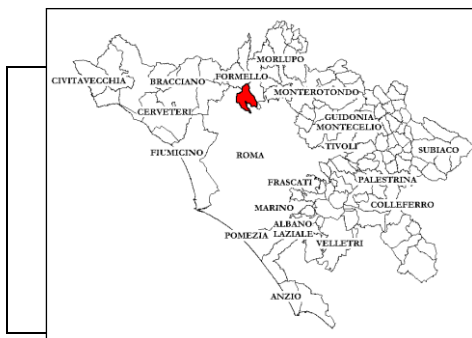 MORLUPO
CIVITAVECCHIA
BRACCIANO
FORMELLO
CERVETERI
MONTEROTONDO
GUIDONIA
MONTECELIO
FIUMICINO
ROMA
TIVOLI
SUBIACO
FRASCATI
PALESTRINA
MARINO
COLLEFERRO
POMEZIA
ALBANO
LAZIALE
VELLETRI
ANZIO